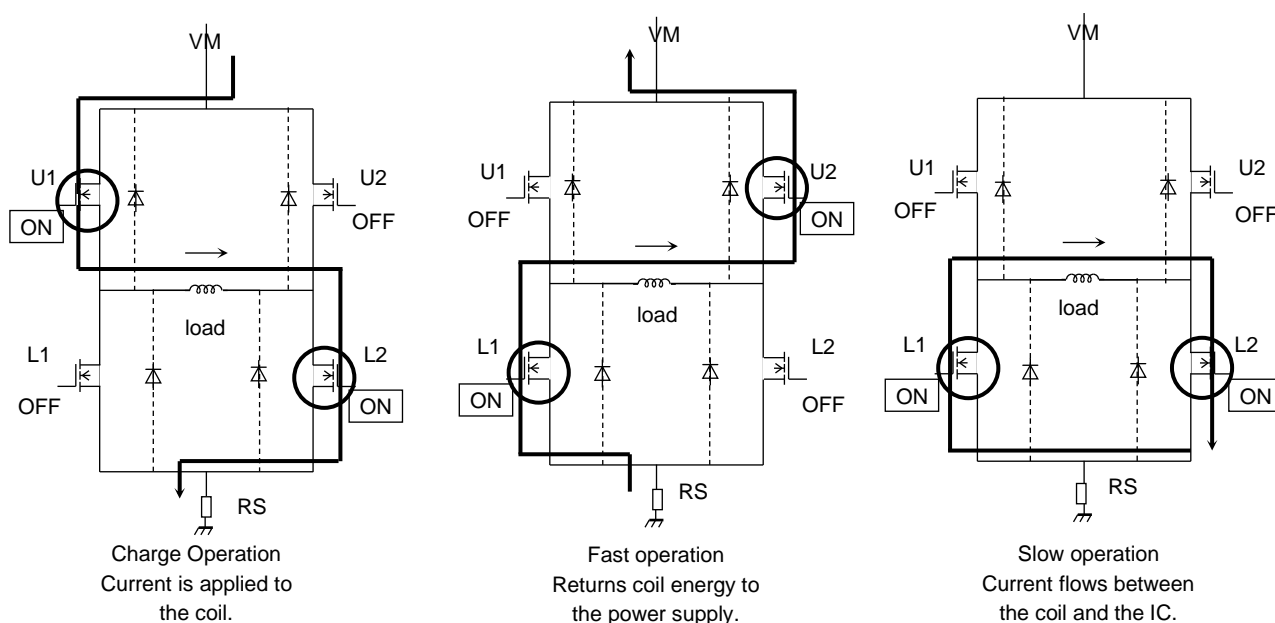 VM
U1
U2
ON
OFF
load
L1
L2
OFF
ON
RS
Charge Operation
Current is applied to
the coil.
VM
U1
U2
OFF
ON
load
L1
L2
ON
OFF
RS
Fast operation
Returns coil energy to
the power supply.
VM
U1
U2
OFF
OFF
load
L1
L2
ON
ON
RS
Slow operation
Current flows between
the coil and the IC.